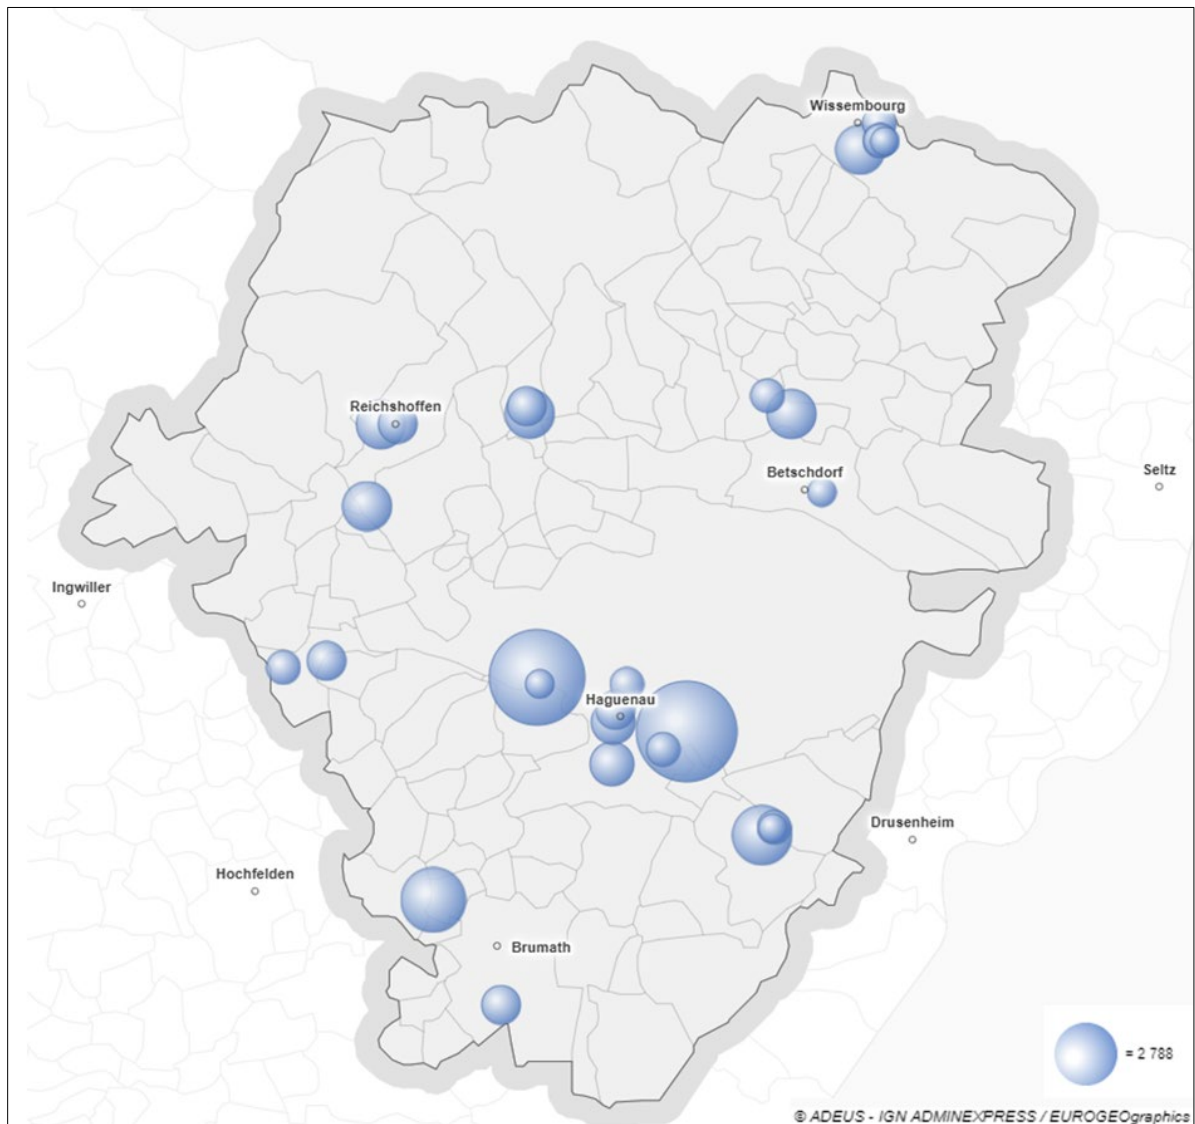 Wissembourg
Reichshoffen
Betschdorf
Seltz
Ingwiller
Haguenau
Drusenheim
Hochfelden
Brumath
= 2 788
© ADEUS - IGN ADMINEXPRESS / EUROGEOgraphics